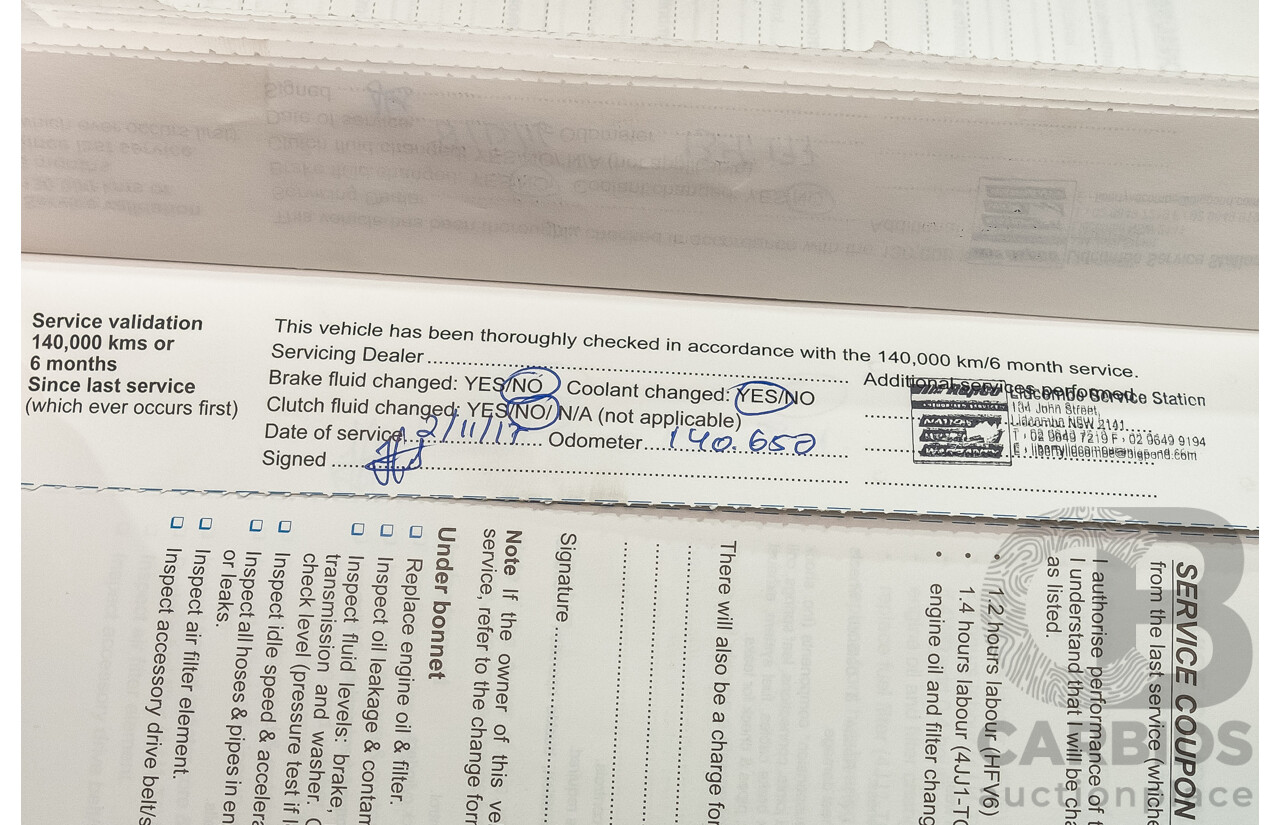 Service validation
140,000 kms or
6 months
Since last service
(which ever occurs first)
This vehicle has been thoroughly checked in accordance with the 140,000 km/6 month service.
Servicing Dealer
Brake fluid changed: YES/NO Coolant changed: YES/NO
Clutch fluid changed: YES/NO/ N/A (not applicable)
Date of service 2/11/17 Odometer 140.650
Signed
Additional services performed
Lidcombe Service Station
134 John Street,
Lidcombe NSW 2141
T : 02 9649 7219 F : 02 9649 9194
SERVICE COUPON
from the last service (whiche
I authorise performance of t
I understand that I will be cha
as listed.
• 1.2 hours labour (HFV6)
• 1.4 hours labour (4JJ1-TC
• engine oil and filter chang
There will also be a charge for
Signature
Note If the owner of this ve
service, refer to the change form
Under bonnet
Replace engine oil & filter.
Inspect oil leakage & contam
Inspect fluid levels: brake,
transmission and washer. C
check level (pressure test if l
Inspect idle speed & accelera
Inspect all hoses & pipes in en
or leaks.
Inspect air filter element.
Inspect accessory drive belt/s
CB
CARBIDS
auctionplace